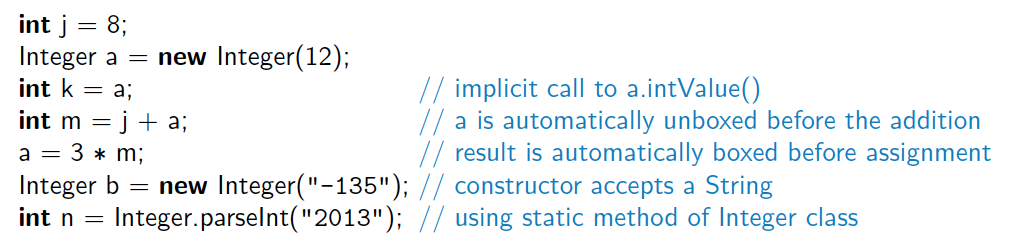 int j = 8;
Integer a = new Integer(12);
int k = a; // implicit call to a.intValue()
int m = j + a; // a is automatically unboxed before the addition
a = 3 * m; // result is automatically boxed before assignment
Integer b = new Integer("-135"); // constructor accepts a String
int n = Integer.parseInt("2013"); // using static method of Integer class